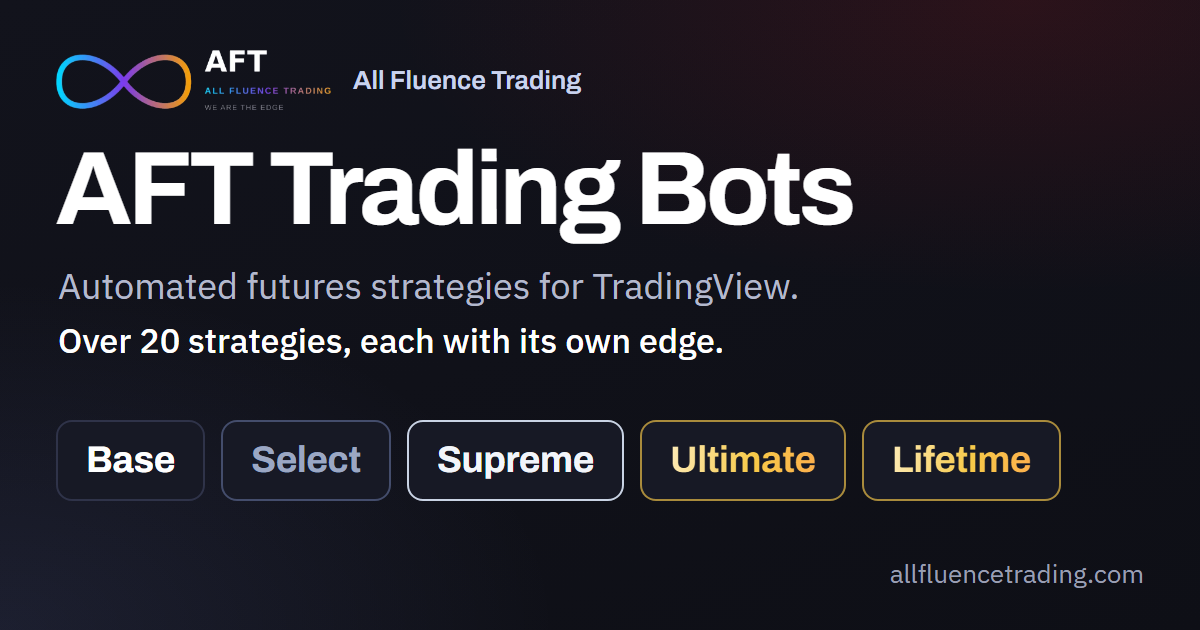 AFT
ALL FLUENCE TRADING
WE ARE THE EDGE
All Fluence Trading
AFT Trading Bots
Automated futures strategies for TradingView.
Over 20 strategies, each with its own edge.
Base Select Supreme Ultimate Lifetime
allfluencetrading.com